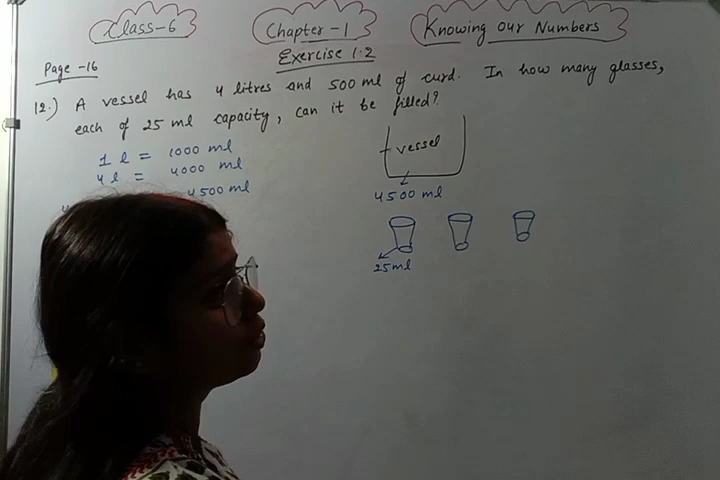 Class-6 Chapter-1 Knowing Our Numbers
Exercise 1.2
Page -16
12.) A vessel has 4 litres and 500 ml of curd. In how many glasses,
each of 25 ml capacity, can it be filled?
1 l = 1000 ml
4 l = 4000 ml
4500 ml
vessel
4500 ml
25 ml